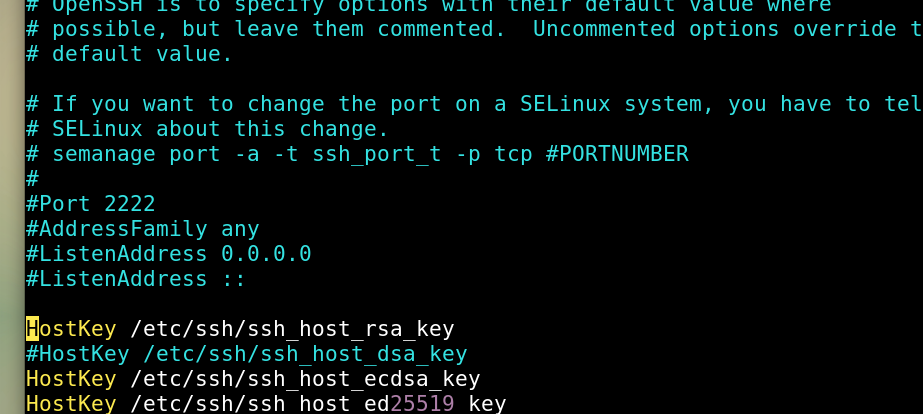 # OpenSSH is to specify options with their default value where
# possible, but leave them commented.  Uncommented options override t
# default value.
# If you want to change the port on a SELinux system, you have to tel
# SELinux about this change.
# semanage port -a -t ssh_port_t -p tcp #PORTNUMBER
#
#Port 2222
#AddressFamily any
#ListenAddress 0.0.0.0
#ListenAddress ::
HostKey /etc/ssh/ssh_host_rsa_key
#HostKey /etc/ssh/ssh_host_dsa_key
HostKey /etc/ssh/ssh_host_ecdsa_key
HostKey /etc/ssh/ssh_host_ed25519_key